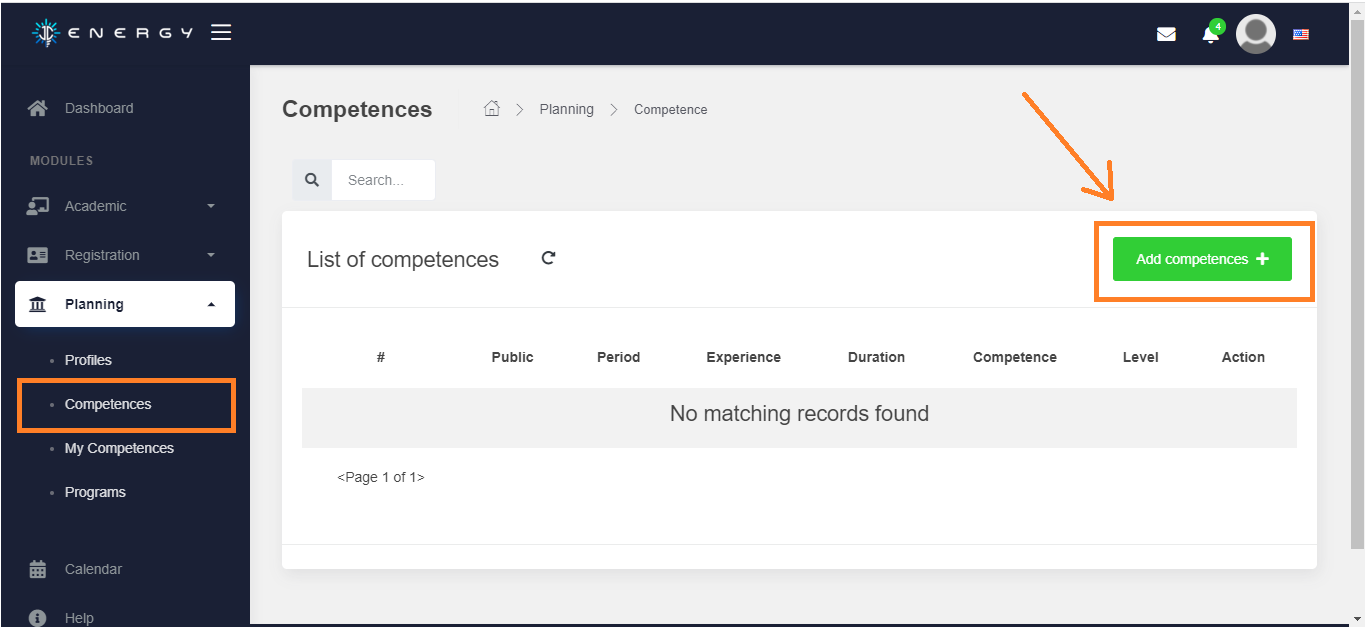 ENERGY
4
Dashboard
MODULES
Academic
Registration
Planning
Profiles
Competences
My Competences
Programs
Calendar
Help
Competences
Planning
Competence
Search...
List of competences
Add competences +
# Public Period Experience Duration Competence Level Action
No matching records found
<Page 1 of 1>